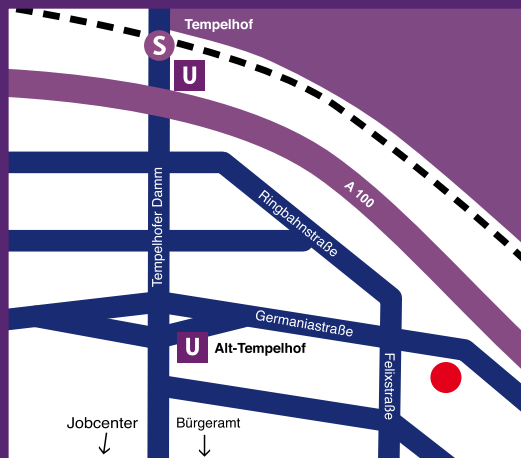 Tempelhof
S
U
A 100
Tempelhofer Damm
Ringbahnstraße
Germaniastraße
U
Alt-Tempelhof
Felixstraße
Jobcenter
Bürgeramt